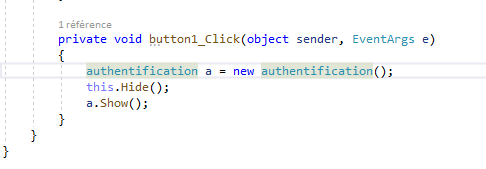 1 référence
private void button1_Click(object sender, EventArgs e)
{
authentification a = new authentification();
this.Hide();
a.Show();
}
}
}